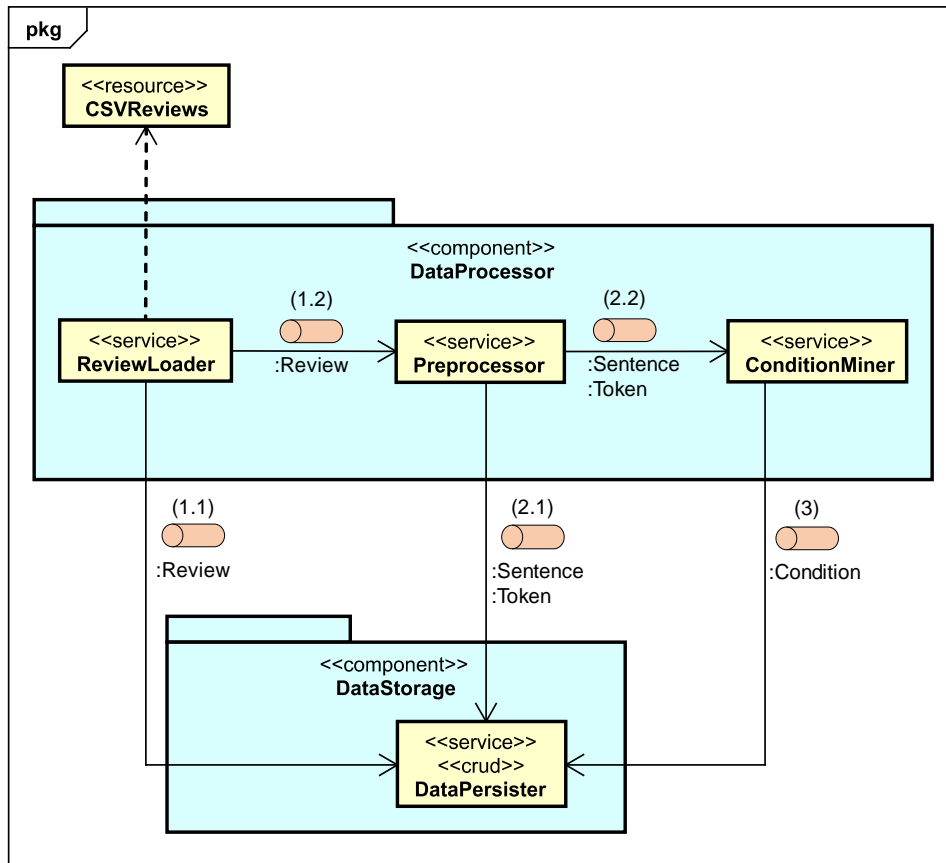 pkg
<<resource>>
CSVReviews
<<component>>
DataProcessor
(1.2)
(2.2)
<<service>>
ReviewLoader
:Review
<<service>>
Preprocessor
:Sentence
:Token
<<service>>
ConditionMiner
(1.1)
:Review
(2.1)
:Sentence
:Token
(3)
:Condition
<<component>>
DataStorage
<<service>>
<<crud>>
DataPersister